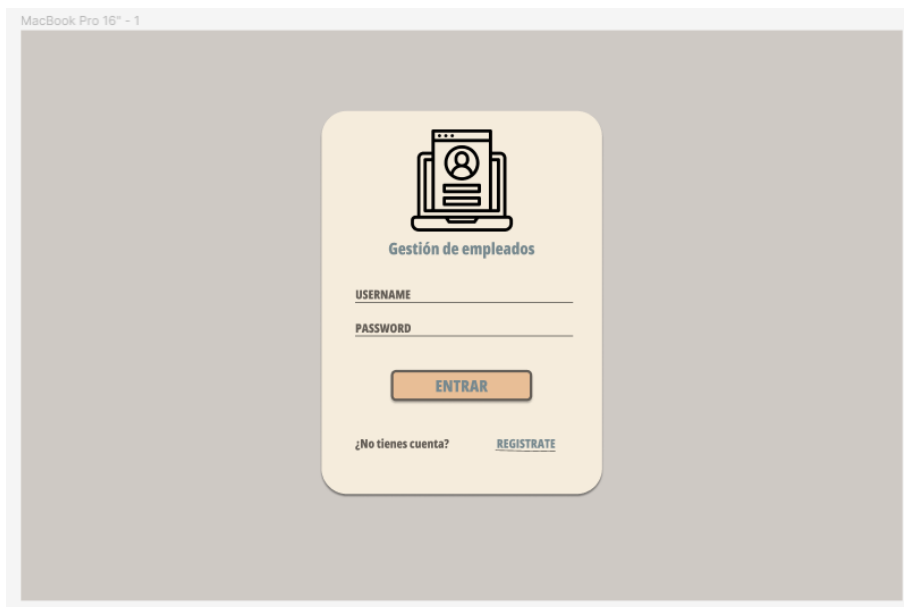 MacBook Pro 16" - 1
Gestión de empleados
USERNAME
PASSWORD
ENTRAR
¿No tienes cuenta? REGISTRATE